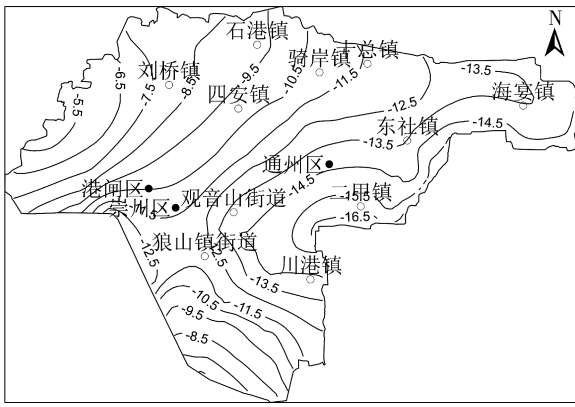 N
石港镇
十总镇
骑岸镇
-13.5
-6.5
刘桥镇
-9.5
-10.5
-11.5
-7.5
-8.5
四安镇
海宴镇
-5.5
-12.5
东社镇
-14.5
-13.5
通州区
港闸区
-14.5
二甲镇
-15.5
崇川区
观音山街道
-11.5
-16.5
狼山镇街道
-12.5
-12.5
川港镇
-13.5
-10.5
-11.5
-9.5
-8.5